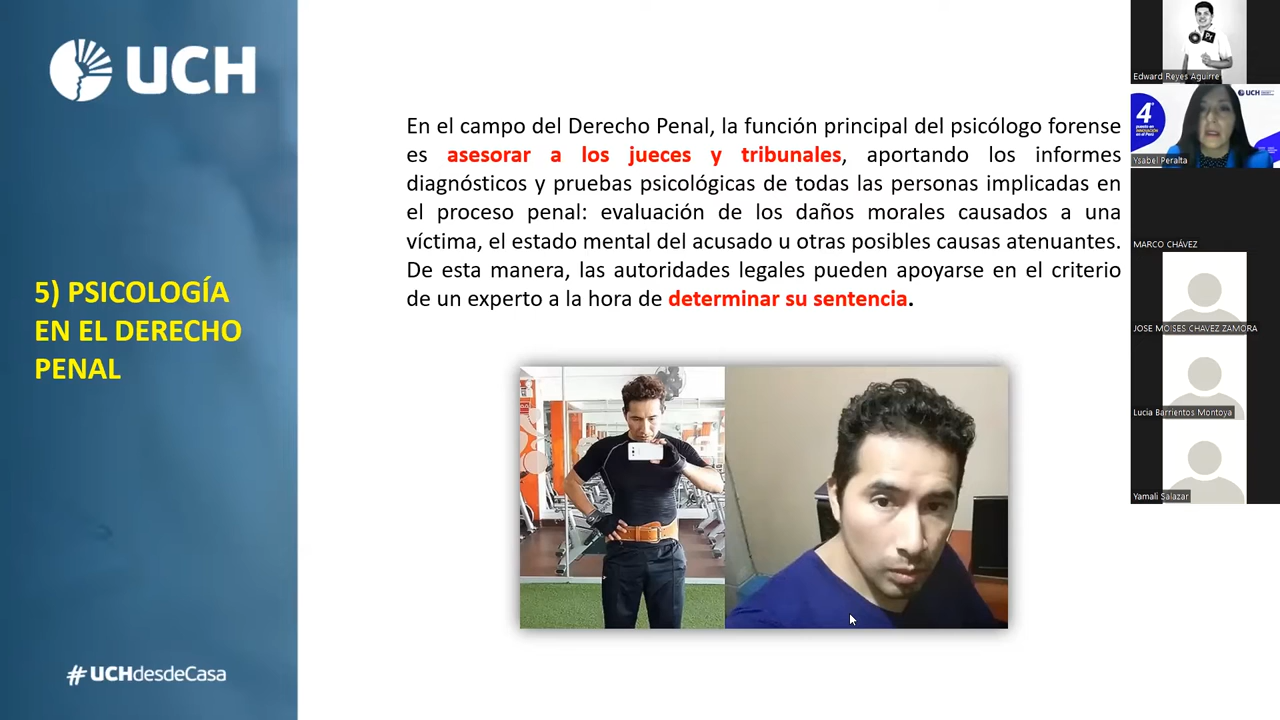 UCH
5) PSICOLOGÍA
EN EL DERECHO
PENAL
#UCHdesdeCasa
En el campo del Derecho Penal, la función principal del psicólogo forense
es asesorar a los jueces y tribunales, aportando los informes
diagnósticos y pruebas psicológicas de todas las personas implicadas en
el proceso penal: evaluación de los daños morales causados a una
víctima, el estado mental del acusado u otras posibles causas atenuantes.
De esta manera, las autoridades legales pueden apoyarse en el criterio
de un experto a la hora de determinar su sentencia.
Pr
Edward Reyes Aguirre
UCH
4
Ysabel Peralta
MARCO CHÁVEZ
JOSE MOISES CHAVEZ ZAMORA
Lucia Barrientos Montoya
Yamali Salazar